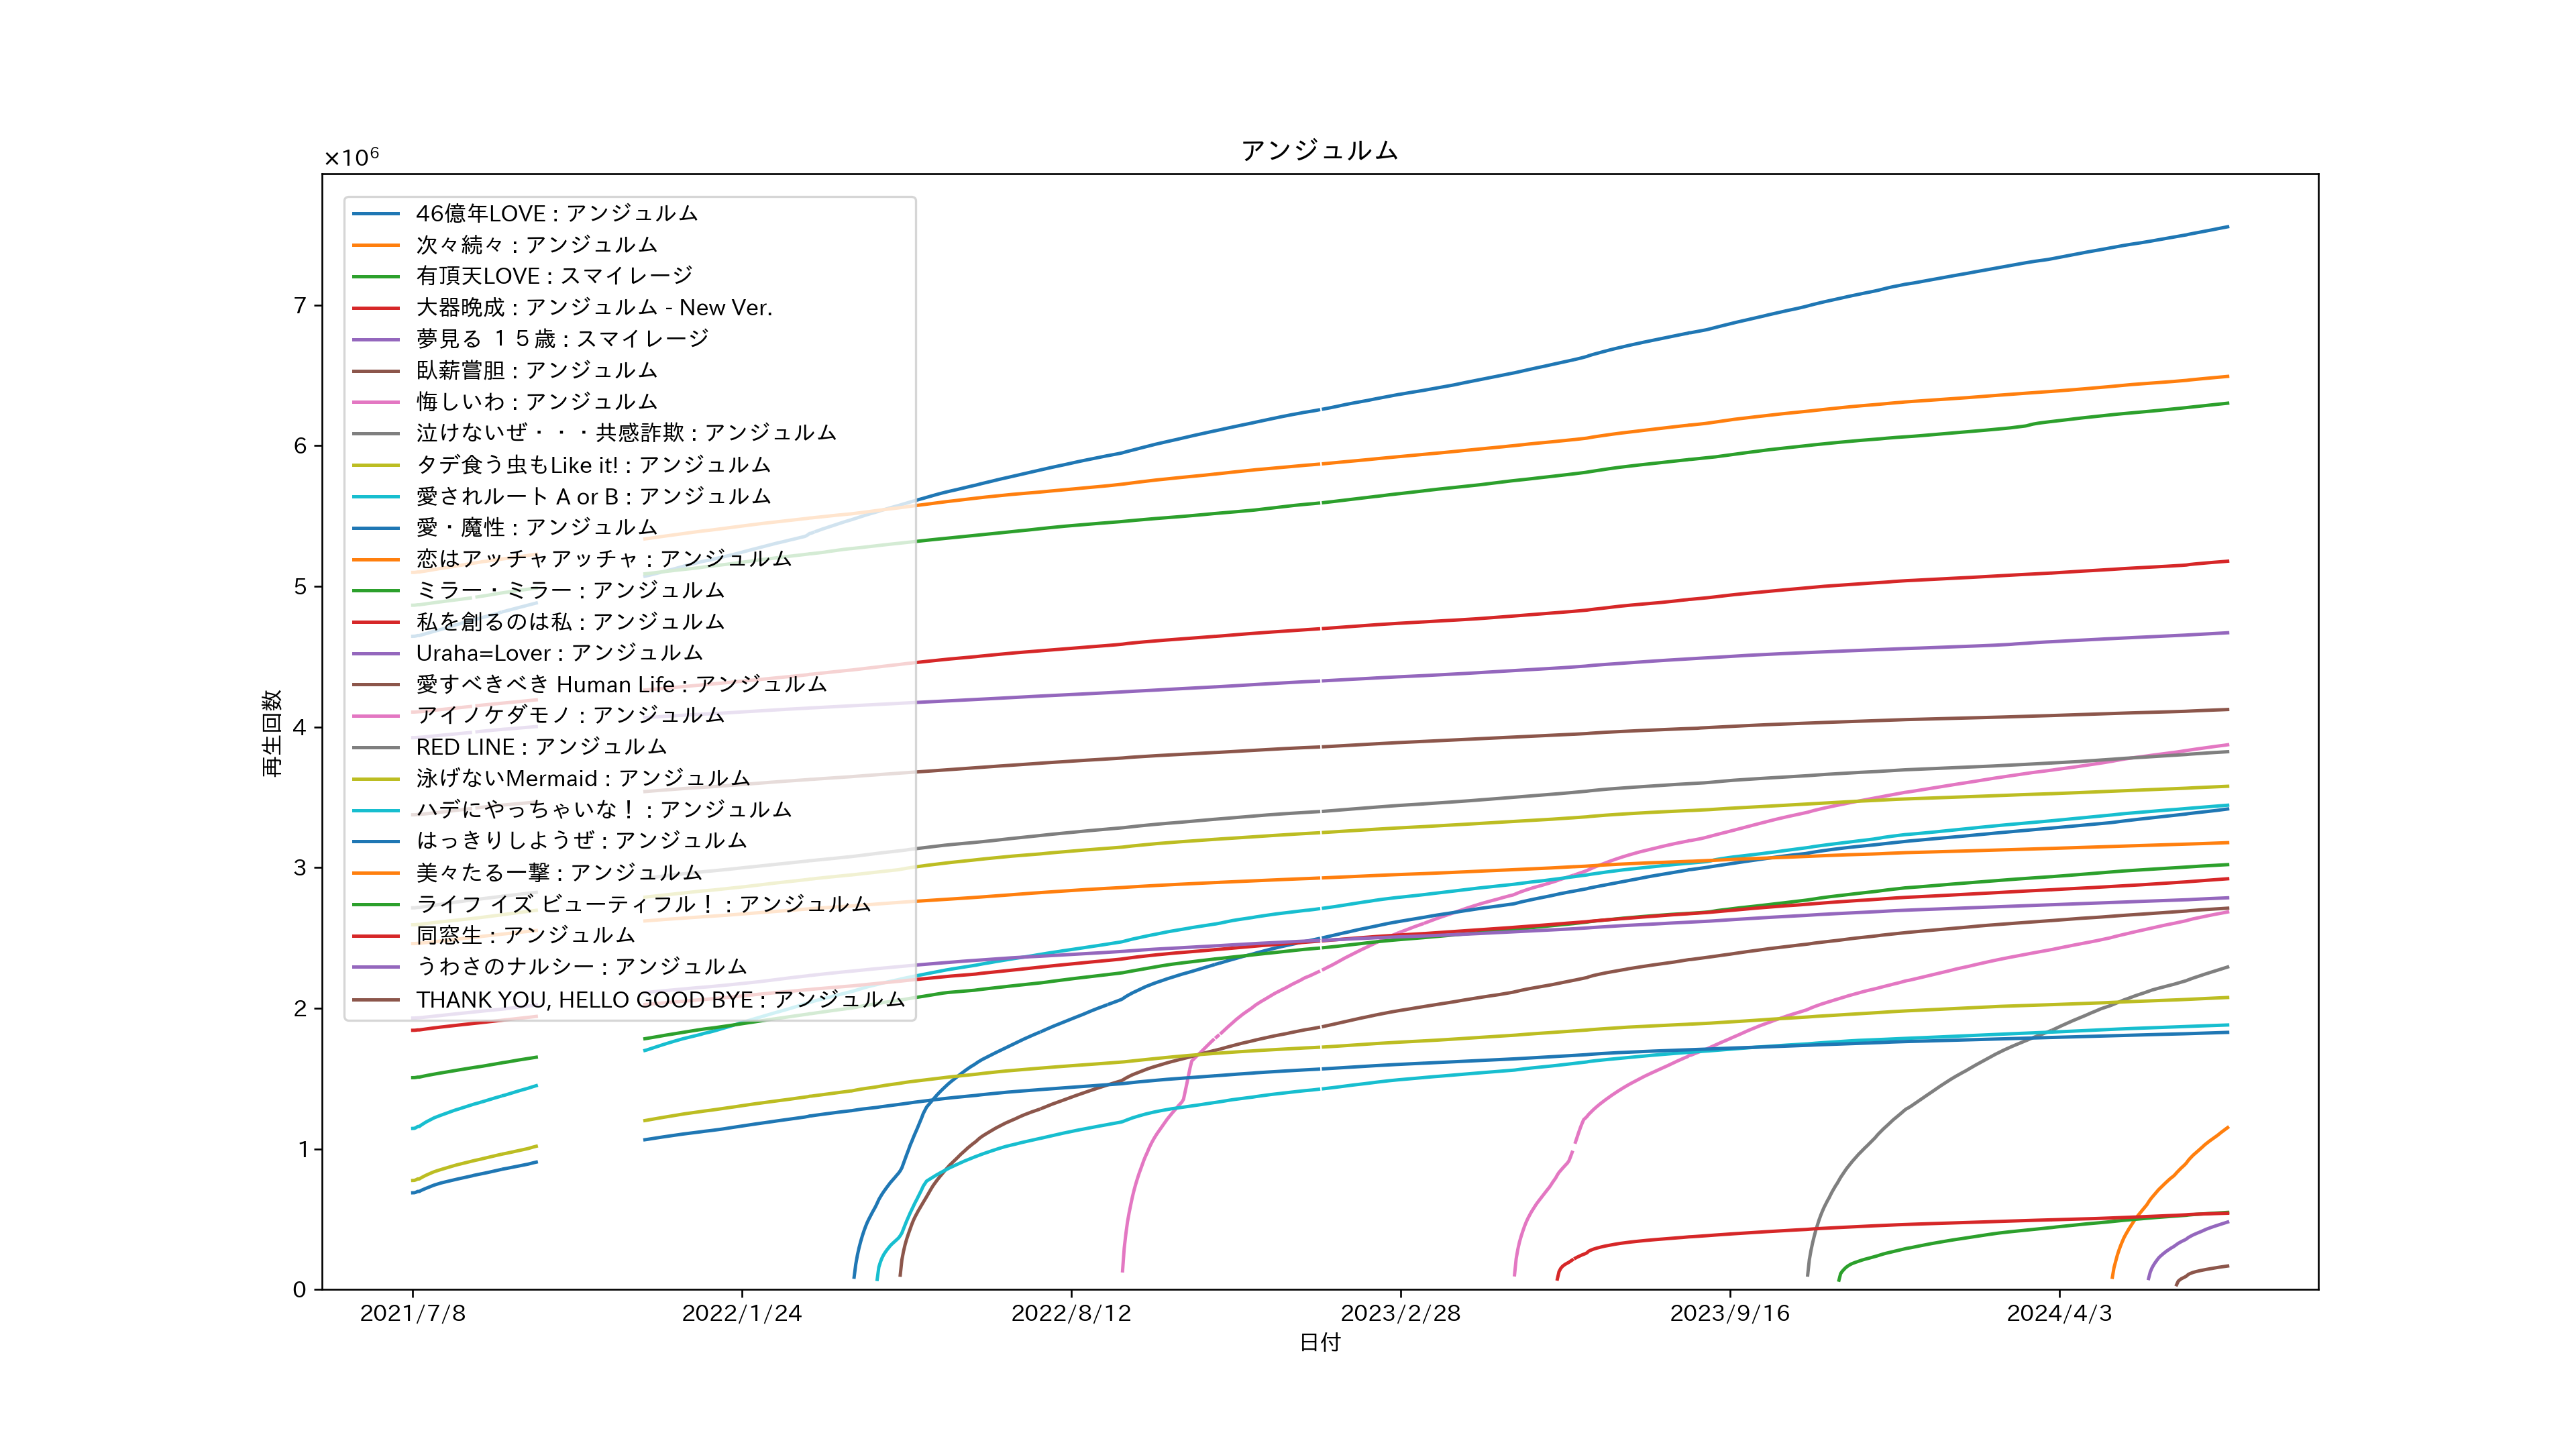 アンジュルム
×10⁶
46億年LOVE : アンジュルム
次々続々 : アンジュルム
有頂天LOVE : スマイレージ
大器晩成 : アンジュルム - New Ver.
夢見る １５歳 : スマイレージ
臥薪嘗胆 : アンジュルム
悔しいわ : アンジュルム
泣けないぜ・・・共感詐欺 : アンジュルム
タデ食う虫もLike it! : アンジュルム
愛されルート A or B : アンジュルム
愛・魔性 : アンジュルム
恋はアッチャアッチャ : アンジュルム
ミラー・ミラー : アンジュルム
私を創るのは私 : アンジュルム
Uraha=Lover : アンジュルム
愛すべきべき Human Life : アンジュルム
アイノケダモノ : アンジュルム
RED LINE : アンジュルム
泳げないMermaid : アンジュルム
ハデにやっちゃいな！ : アンジュルム
はっきりしようぜ : アンジュルム
美々たる一撃 : アンジュルム
ライフ イズ ビューティフル！ : アンジュルム
同窓生 : アンジュルム
うわさのナルシー : アンジュルム
THANK YOU, HELLO GOOD BYE : アンジュルム
7
6
5
4
3
2
1
0
再生回数
2021/7/8 2022/1/24 2022/8/12 2023/2/28 2023/9/16 2024/4/3
日付